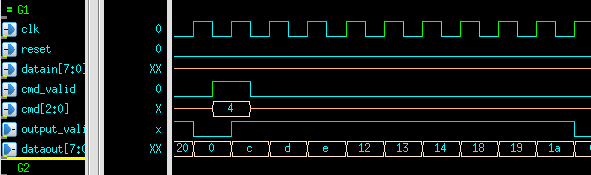 = G1
clk 0
reset 0
datain[7:0] XX
cmd_valid 0
cmd[2:0] X 4
output_vali x
dataout[7:0 XX 20 0 c d e 12 13 14 18 19 1a
G2